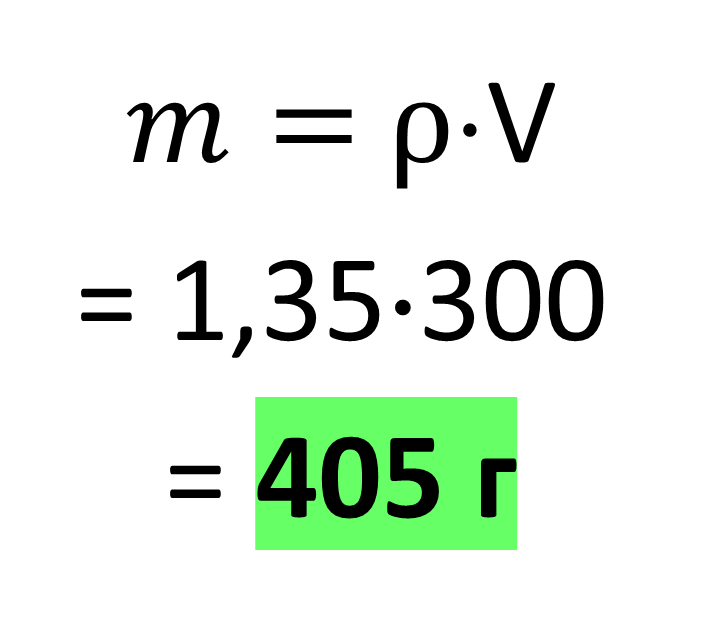 m = ρ·V
= 1,35·300
= 405 г